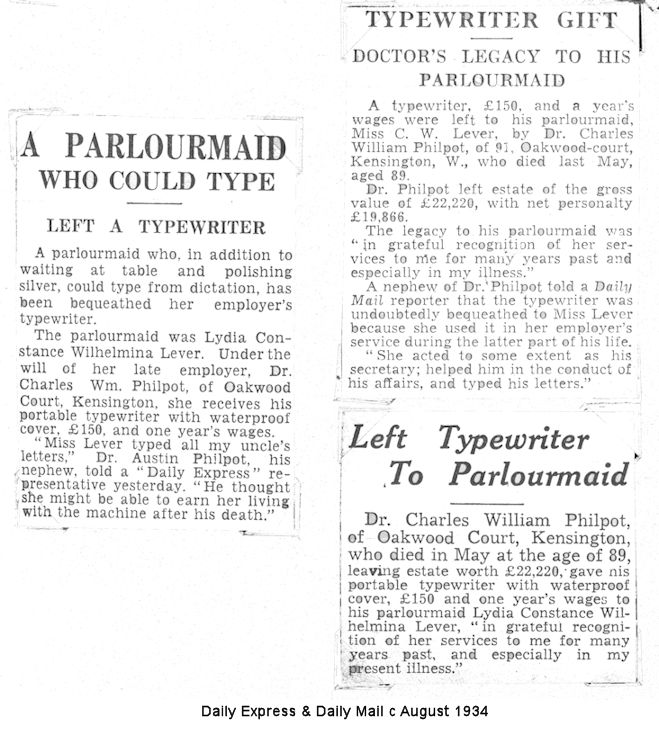 A PARLOURMAID
WHO COULD TYPE
LEFT A TYPEWRITER
A parlourmaid who, in addition to
waiting at table and polishing
silver, could type from dictation, has
been bequeathed her employer's
typewriter.
The parlourmaid was Lydia Con-
stance Wilhelmina Lever. Under the
will of her late employer, Dr.
Charles Wm. Philpot, of Oakwood
Court, Kensington, she receives his
portable typewriter with waterproof
cover, £150, and one year's wages.
"Miss Lever typed all my uncle's
letters," Dr. Austin Philpot, his
nephew, told a "Daily Express" re-
presentative yesterday. "He thought
she might be able to earn her living
with the machine after his death."
TYPEWRITER GIFT
DOCTOR'S LEGACY TO HIS
PARLOURMAID
A typewriter, £150, and a year's
wages were left to his parlourmaid,
Miss C. W. Lever, by Dr. Charles
William Philpot, of 91, Oakwood-court,
Kensington, W., who died last May,
aged 89.
Dr. Philpot left estate of the gross
value of £22,220, with net personalty
£19,866.
The legacy to his parlourmaid was
"in grateful recognition of her ser-
vices to me for many years past and
especially in my illness."
A nephew of Dr. Philpot told a Daily
Mail reporter that the typewriter was
undoubtedly bequeathed to Miss Lever
because she used it in her employer's
service during the latter part of his life.
"She acted to some extent as his
secretary; helped him in the conduct of
his affairs, and typed his letters."
Left Typewriter
To Parlourmaid
Dr. Charles William Philpot,
of Oakwood Court, Kensington,
who died in May at the age of 89,
leaving estate worth £22,220, gave his
portable typewriter with waterproof
cover, £150 and one year's wages to
his parlourmaid Lydia Constance Wil-
helmina Lever, "in grateful recogni-
tion of her services to me for many
years past, and especially in my
present illness."
Daily Express & Daily Mail c August 1934